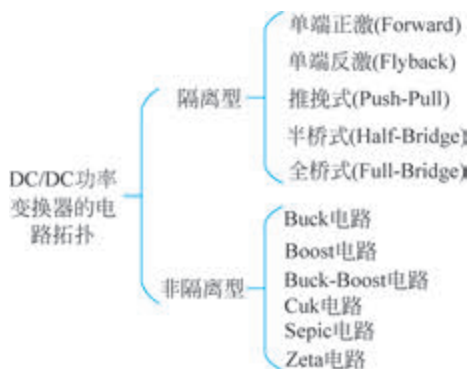 DC/DC功率
变换器的电
路拓扑
隔离型
单端正激(Forward)
单端反激(Flyback)
推挽式(Push-Pull)
半桥式(Half-Bridge)
全桥式(Full-Bridge)
非隔离型
Buck电路
Boost电路
Buck-Boost电路
Cuk电路
Sepic电路
Zeta电路